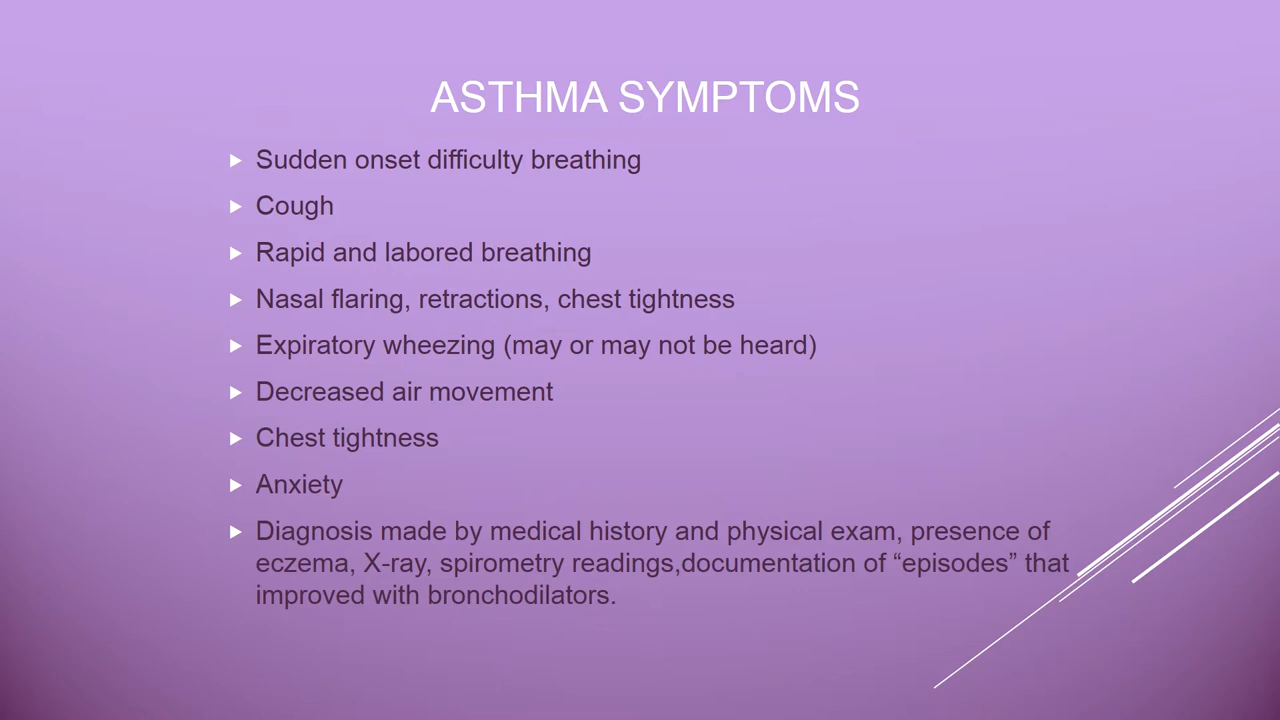 ASTHMA SYMPTOMS
Sudden onset difficulty breathing
Cough
Rapid and labored breathing
Nasal flaring, retractions, chest tightness
Expiratory wheezing (may or may not be heard)
Decreased air movement
Chest tightness
Anxiety
Diagnosis made by medical history and physical exam, presence of
eczema, X-ray, spirometry readings,documentation of “episodes” that
improved with bronchodilators.